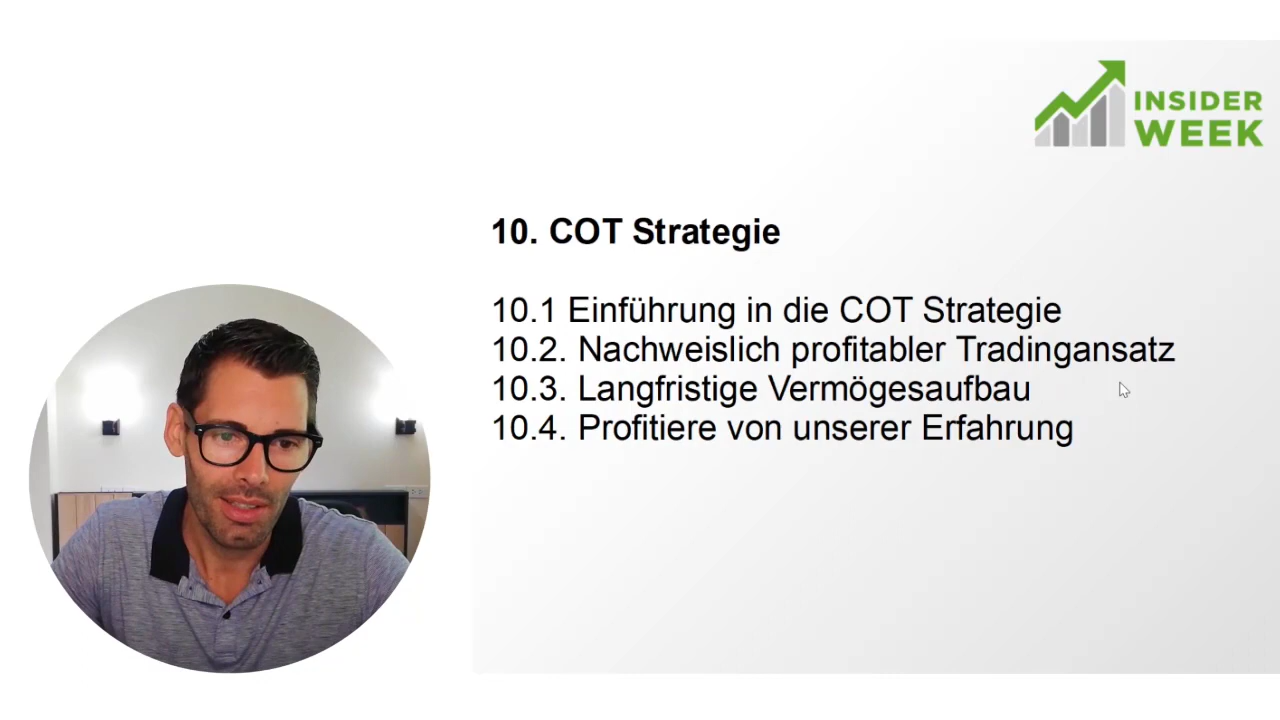 INSIDER
WEEK
10. COT Strategie
10.1 Einführung in die COT Strategie
10.2. Nachweislich profitabler Tradingansatz
10.3. Langfristige Vermögesaufbau
10.4. Profitiere von unserer Erfahrung